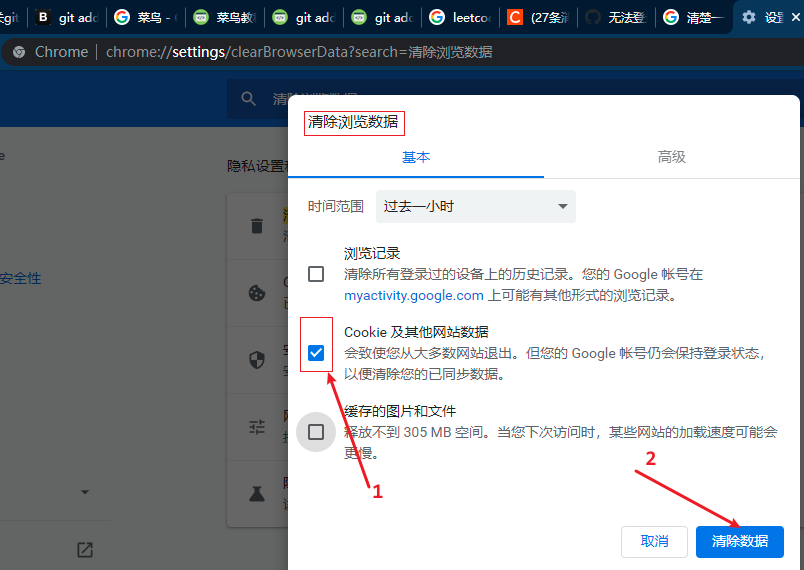 B git add
菜鸟 -
菜鸟教
git add
git add
leetco
(27条消
无法登
清楚一
设置
Chrome | chrome://settings/clearBrowserData?search=清除浏览数据
清除浏览数据
清除浏览数据
基本 高级
隐私设置和
时间范围 过去一小时
浏览记录
清除所有登录过的设备上的历史记录。您的 Google 帐号在
myactivity.google.com 上可能有其他形式的浏览记录。
安全性
Cookie 及其他网站数据
会致使您从大多数网站退出。但您的 Google 帐号仍会保持登录状态，
以便清除您的已同步数据。
缓存的图片和文件
释放不到 305 MB 空间。当您下次访问时，某些网站的加载速度可能会
更慢。
1
2
取消 清除数据